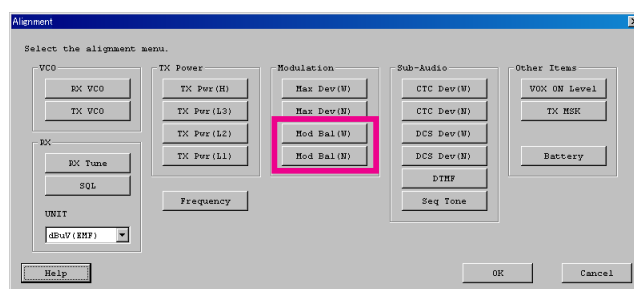 Alignment
Select the alignment menu.
VCO
RX VCO
TX VCO
RX
RX Tune
SQL
UNIT
dBuV(EMF)
TX Power
TX Pwr(H)
TX Pwr(L3)
TX Pwr(L2)
TX Pwr(L1)
Frequency
Modulation
Max Dev(W)
Max Dev(N)
Mod Bal(W)
Mod Bal(N)
Sub-Audio
CTC Dev(W)
CTC Dev(N)
DCS Dev(W)
DCS Dev(N)
DTMF
Seq Tone
Other Items
VOX ON Level
TX MSK
Battery
Help
OK
Cancel